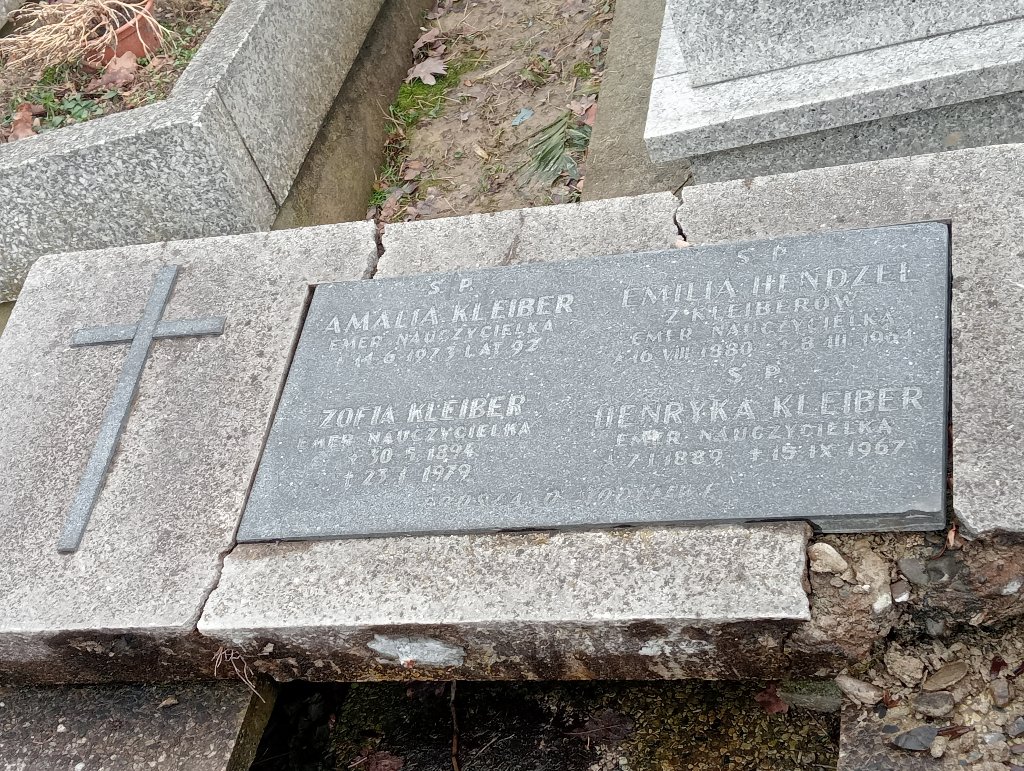 S. P.
AMALIA KLEIBER
EMER. NAUCZYCIELKA
† 14.6.1973 LAT 92
S. P.
EMILIA HENDZEL
Z KLEIBERÓW
EMER. NAUCZYCIELKA
* 16 VIII 1880 † 8 III
ZOFIA KLEIBER
EMER. NAUCZYCIELKA
* 30.5.1894
† 23.1.1979
S. P.
HENRYKA KLEIBER
EMER. NAUCZYCIELKA
* 7.I.1889 † 15.IX 1967